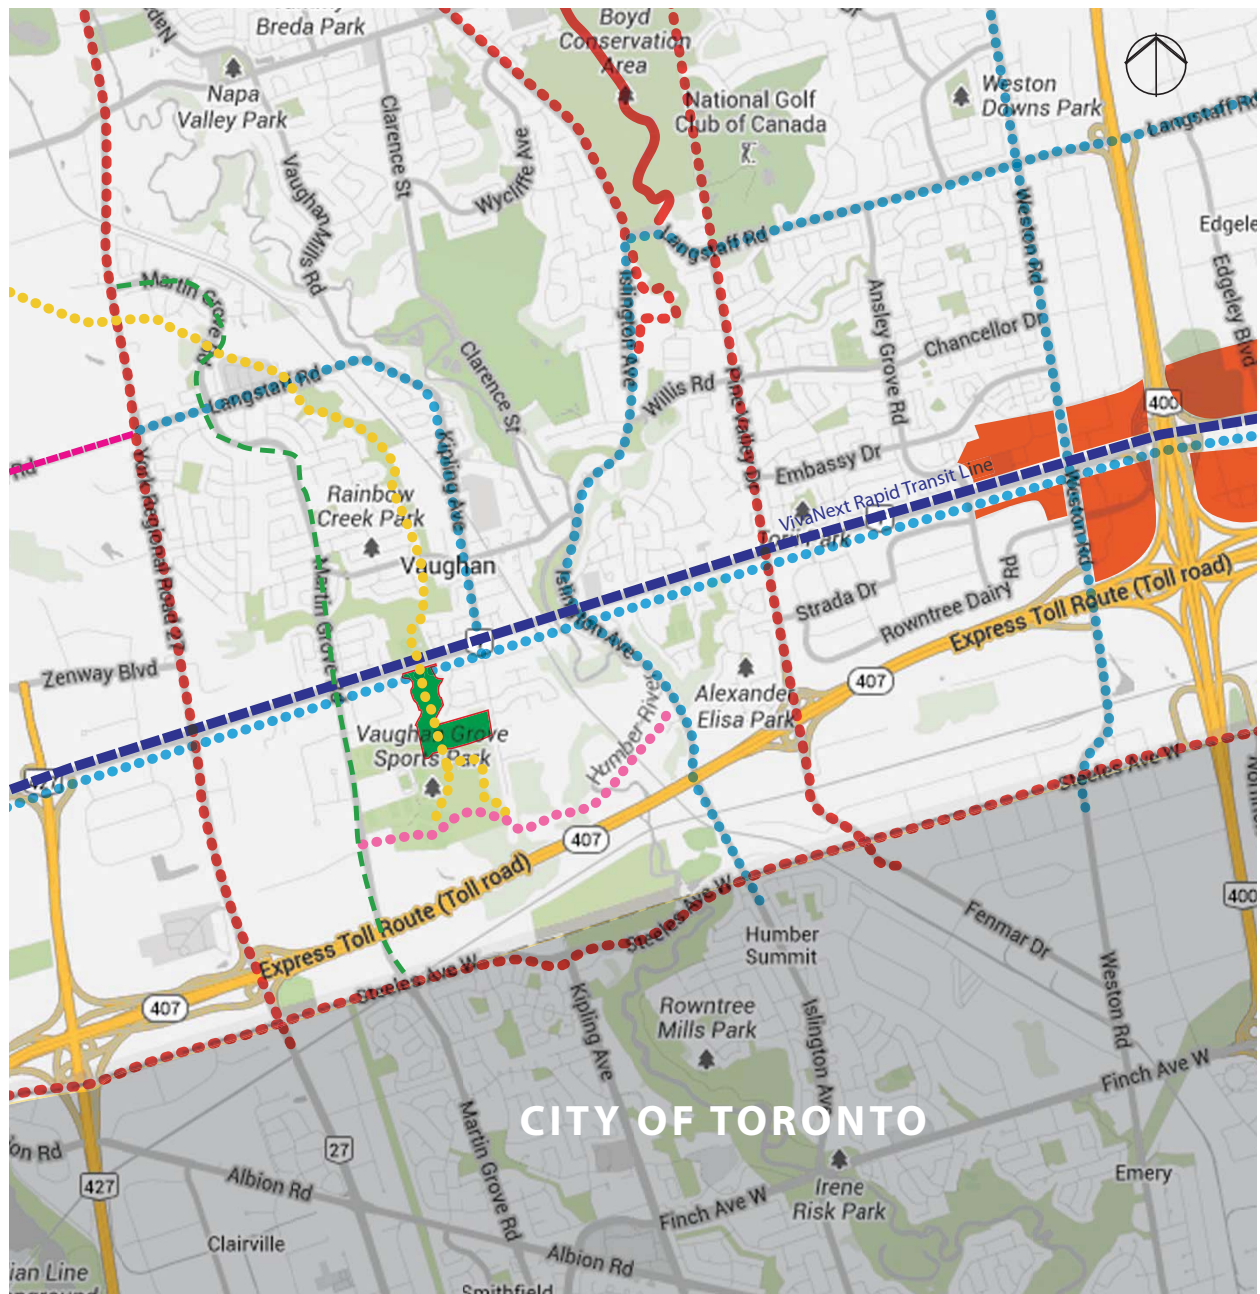 Breda Park
Boyd
Conservation
Area
Napa
Valley Park
Clarence St
Wycliffe Ave
Vaughan Mills Rd
National Golf
Club of Canada
Weston
Downs Park
Langstaff Rd
Langstaff Rd
Weston Rd
Edgeley Blvd
Martin Grove Rd
Islington Ave
Ansley Grove Rd
Chancellor Dr
Clarence St
Langstaff Rd
Willis Rd
Pine Valley Dr
400
Embassy Dr
Kipling Ave
Rainbow
Creek Park
Vaughan
VivaNext Rapid Transit Line
7
Weston Rd
York Regional Road 27
Martin Grove Rd
Islington Ave
Strada Dr
Rowntree Dairy Rd
Express Toll Route (Toll road)
Zenway Blvd
7
407
Alexander
Elisa Park
Vaughan Grove
Sports Park
Humber River
427
Steeles Ave W
407
Express Toll Route (Toll road)
Steeles Ave W
400
Steeles Ave W
Humber
Summit
Fenmar Dr
Weston Rd
407
Kipling Ave
Rowntree
Mills Park
Islington Ave
Finch Ave W
CITY OF TORONTO
27
Martin Grove Rd
Albion Rd
427
Emery
Irene
Risk Park
Finch Ave W
Clairville
Albion Rd
Smithfield